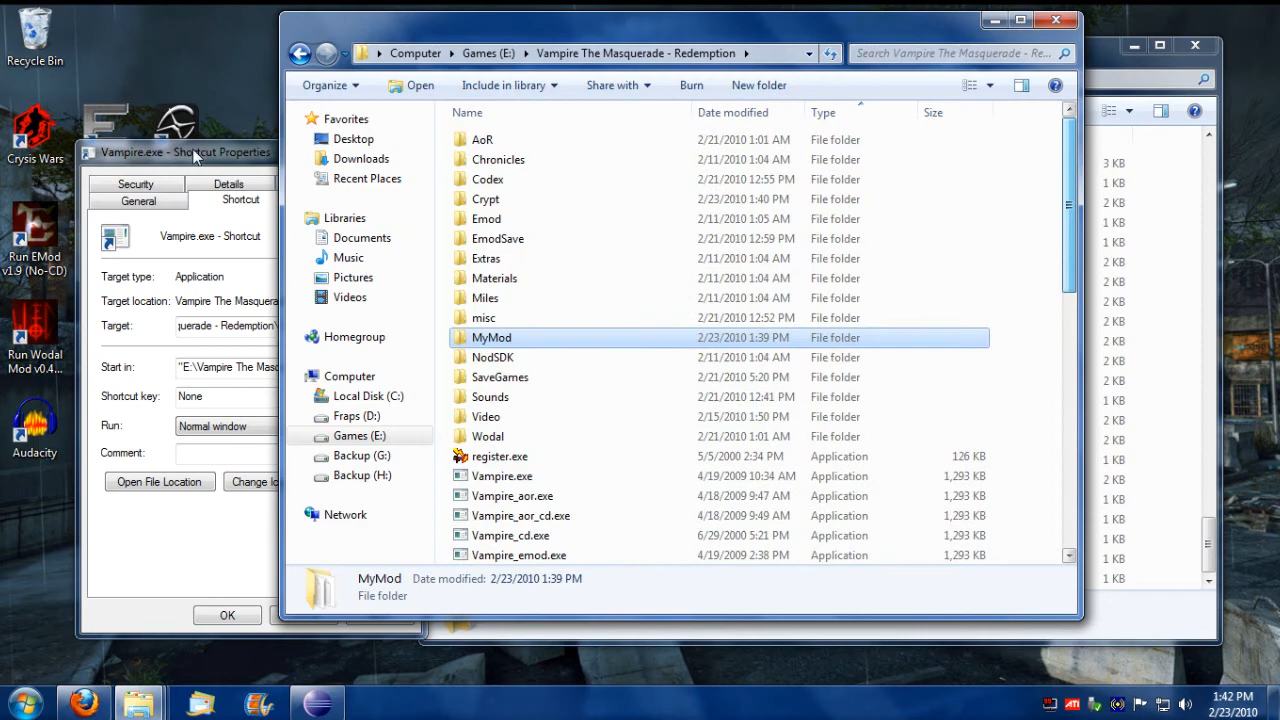 Recycle Bin
Crysis Wars
Run EMod
v1.9 (No-CD)
Run Wodal
Mod v0.4...
Audacity
Vampire.exe - Shortcut Properties
Security
Details
General
Shortcut
Vampire.exe - Shortcut
Target type:
Application
Target location:
Vampire The Masquera
Target:
querade - Redemption\
Start in:
"E:\Vampire The Masq
Shortcut key:
None
Run:
Normal window
Comment:
Open File Location
Change Ic
OK
Computer
Games (E:)
Vampire The Masquerade - Redemption
Search Vampire The Masquerade - Re...
Organize
Open
Include in library
Share with
Burn
New folder
Favorites
Desktop
Downloads
Recent Places
Libraries
Documents
Music
Pictures
Videos
Homegroup
Computer
Local Disk (C:)
Fraps (D:)
Games (E:)
Backup (G:)
Backup (H:)
Network
Name Date modified Type Size
AoR 2/21/2010 1:01 AM File folder
Chronicles 2/11/2010 1:04 AM File folder
Codex 2/21/2010 12:55 PM File folder
Crypt 2/23/2010 1:40 PM File folder
Emod 2/11/2010 1:05 AM File folder
EmodSave 2/21/2010 12:59 PM File folder
Extras 2/11/2010 1:04 AM File folder
Materials 2/11/2010 1:04 AM File folder
Miles 2/11/2010 1:04 AM File folder
misc 2/21/2010 12:52 PM File folder
MyMod 2/23/2010 1:39 PM File folder
NodSDK 2/11/2010 1:04 AM File folder
SaveGames 2/21/2010 5:20 PM File folder
Sounds 2/21/2010 12:41 PM File folder
Video 2/15/2010 1:50 PM File folder
Wodal 2/21/2010 1:01 AM File folder
register.exe 5/5/2000 2:34 PM Application 126 KB
Vampire.exe 4/19/2009 10:34 AM Application 1,293 KB
Vampire_aor.exe 4/18/2009 9:47 AM Application 1,293 KB
Vampire_aor_cd.exe 4/18/2009 9:49 AM Application 1,293 KB
Vampire_cd.exe 6/29/2000 5:21 PM Application 1,293 KB
Vampire_emod.exe 4/19/2009 2:38 PM Application 1,293 KB
MyMod Date modified: 2/23/2010 1:39 PM
File folder
3 KB
1 KB
2 KB
1 KB
2 KB
2 KB
2 KB
2 KB
2 KB
2 KB
2 KB
1 KB
2 KB
1 KB
1 KB
1 KB
1 KB
1 KB
1 KB
1 KB
1 KB
1 KB
1:42 PM
2/23/2010